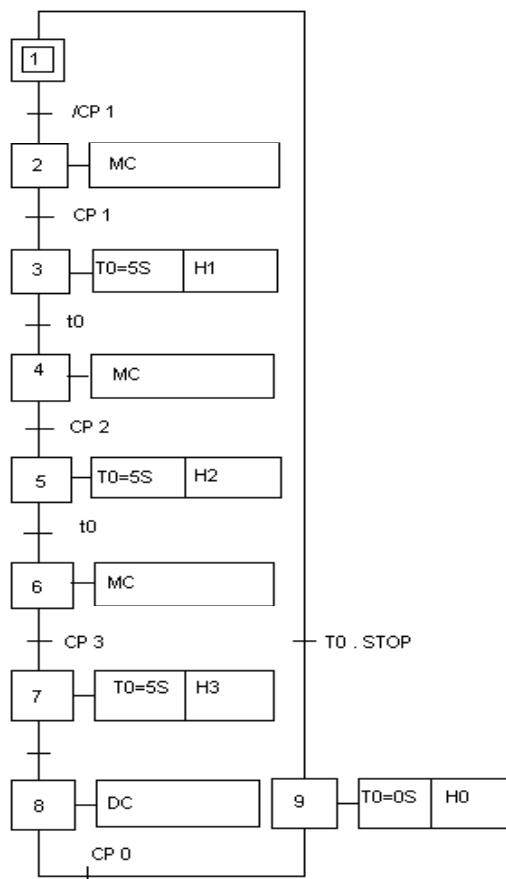 1
/CP 1
2 MC
CP 1
3 T0=5S H1
t0
4 MC
CP 2
5 T0=5S H2
t0
6 MC
CP 3 T0 . STOP
7 T0=5S H3
8 DC 9 T0=0S H0
CP 0